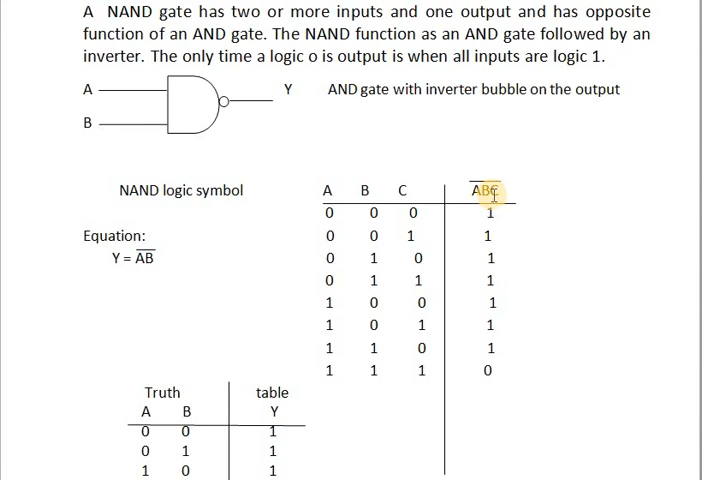 A NAND gate has two or more inputs and one output and has opposite
function of an AND gate. The NAND function as an AND gate followed by an
inverter. The only time a logic o is output is when all inputs are logic 1.
A Y AND gate with inverter bubble on the output
B
NAND logic symbol A B C A̅B̅C̅
0 0 0 1
Equation: 0 0 1 1
Y = A̅B̅ 0 1 0 1
0 1 1 1
1 0 0 1
1 0 1 1
1 1 0 1
1 1 1 0
Truth table
A B Y
0 0 1
0 1 1
1 0 1